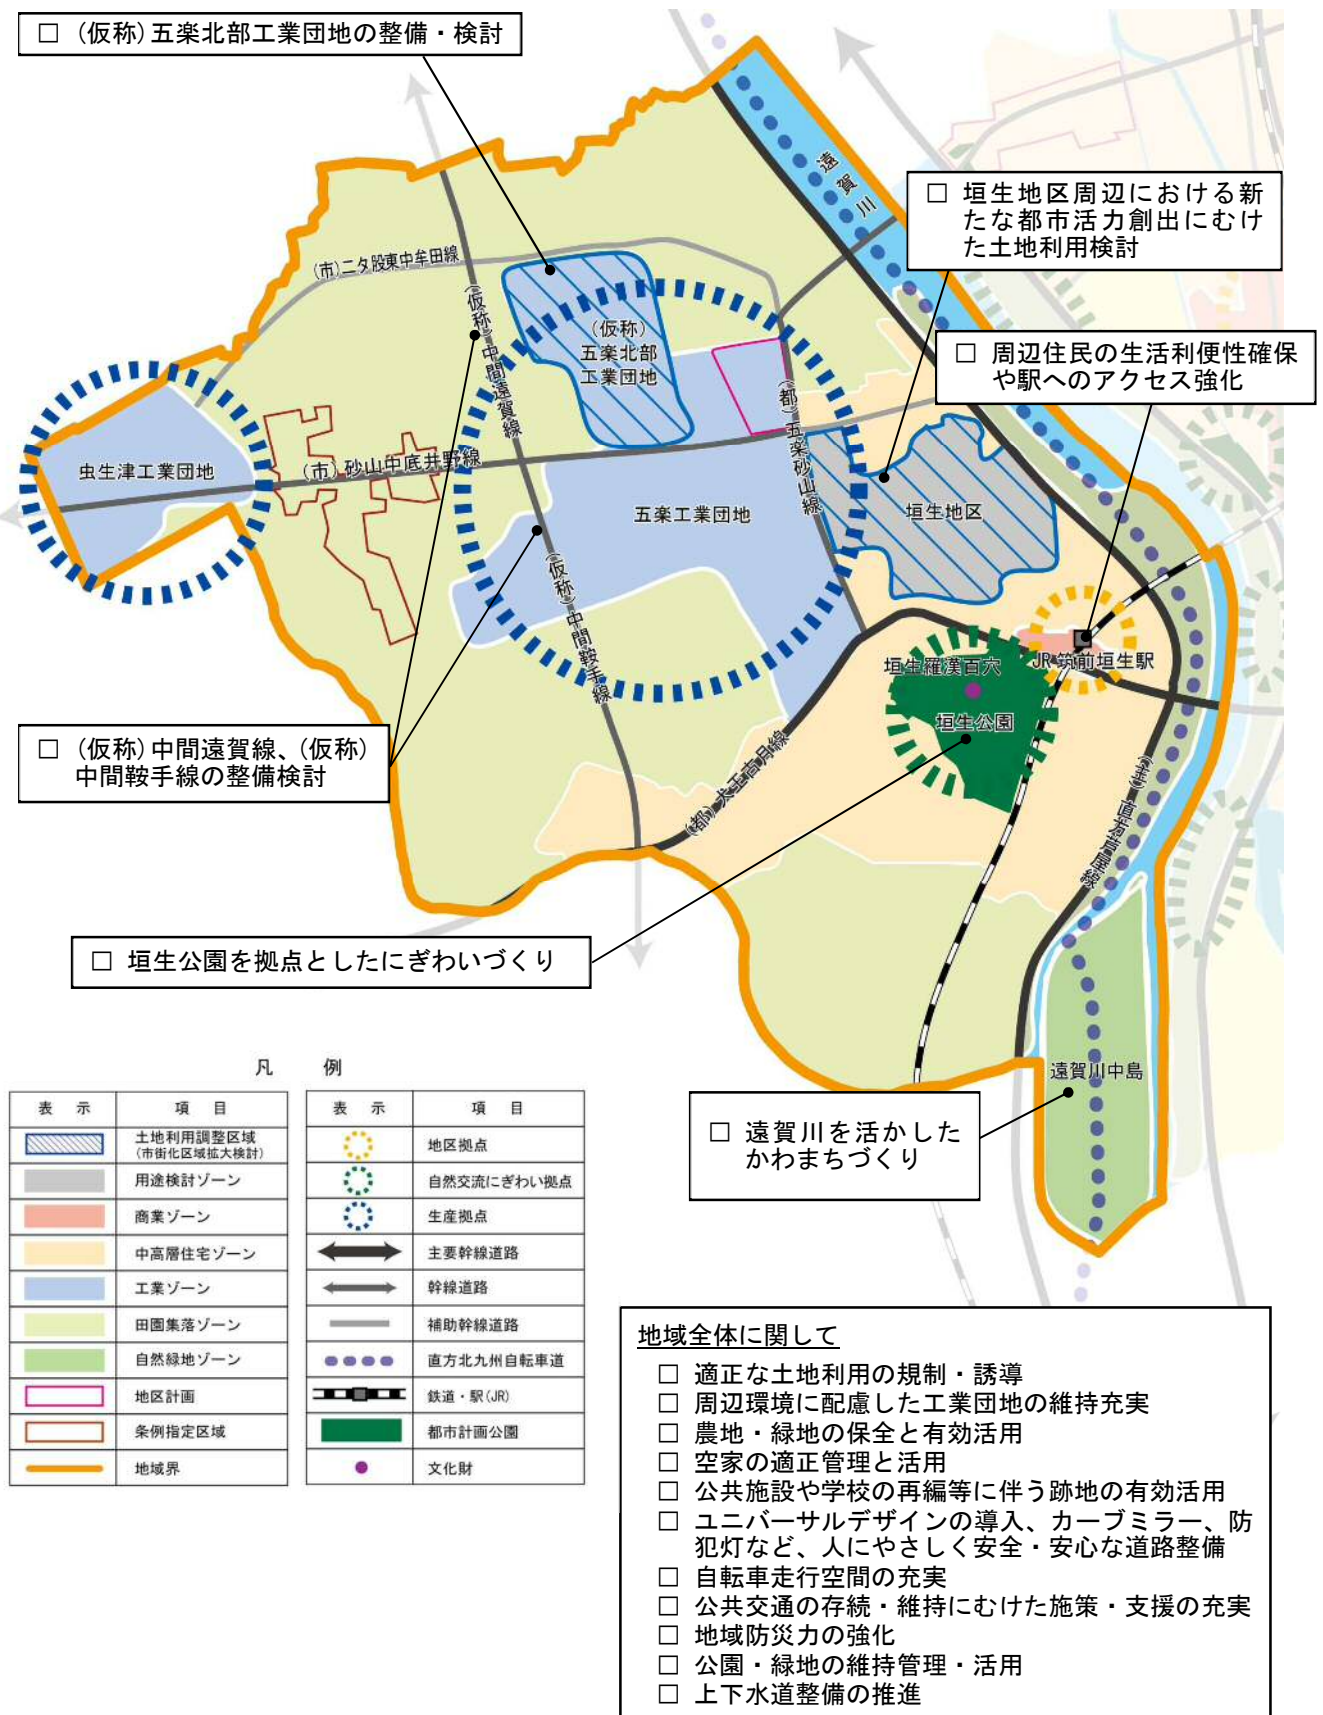 □ (仮称)五楽北部工業団地の整備・検討
遠賀川
□ 垣生地区周辺における新
たな都市活力創出にむけ
た土地利用検討
(市)二タ股東中牟田線
(仮称)中間遠賀線
(仮称)
五楽北部
工業団地
□ 周辺住民の生活利便性確保
や駅へのアクセス強化
(都)五楽砂山線
虫生津工業団地
(市)砂山中底井野線
五楽工業団地
垣生地区
(仮称)中間鞍手線
垣生羅漢百穴
JR筑前垣生駅
垣生公園
□ (仮称)中間遠賀線、(仮称)
中間鞍手線の整備検討
(都)犬王古月線
(主)直方芦屋線
□ 垣生公園を拠点としたにぎわいづくり
遠賀川中島
□ 遠賀川を活かした
かわまちづくり
凡 例
表 示 項 目
土地利用調整区域
(市街化区域拡大検討)
用途検討ゾーン
商業ゾーン
中高層住宅ゾーン
工業ゾーン
田園集落ゾーン
自然緑地ゾーン
地区計画
条例指定区域
地域界
表 示 項 目
地区拠点
自然交流にぎわい拠点
生産拠点
主要幹線道路
幹線道路
補助幹線道路
直方北九州自転車道
鉄道・駅(JR)
都市計画公園
文化財
地域全体に関して
□ 適正な土地利用の規制・誘導
□ 周辺環境に配慮した工業団地の維持充実
□ 農地・緑地の保全と有効活用
□ 空家の適正管理と活用
□ 公共施設や学校の再編等に伴う跡地の有効活用
□ ユニバーサルデザインの導入、カーブミラー、防
犯灯など、人にやさしく安全・安心な道路整備
□ 自転車走行空間の充実
□ 公共交通の存続・維持にむけた施策・支援の充実
□ 地域防災力の強化
□ 公園・緑地の維持管理・活用
□ 上下水道整備の推進